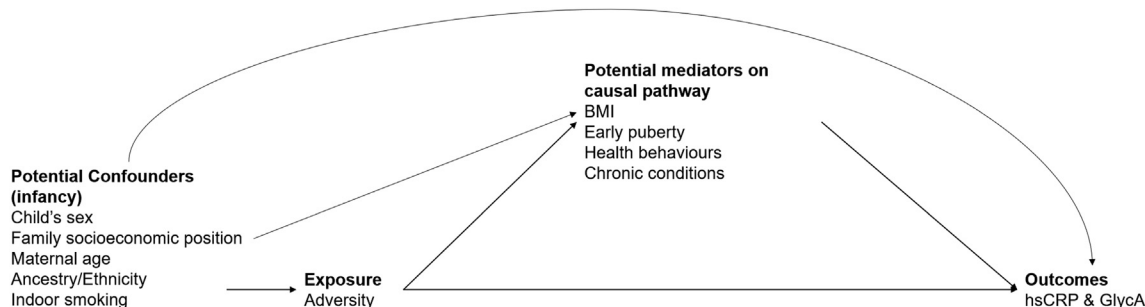 Potential mediators on
causal pathway
BMI
Early puberty
Health behaviours
Chronic conditions
Potential Confounders
(infancy)
Child's sex
Family socioeconomic position
Maternal age
Ancestry/Ethnicity
Indoor smoking
Exposure
Adversity
Outcomes
hsCRP & GlycA